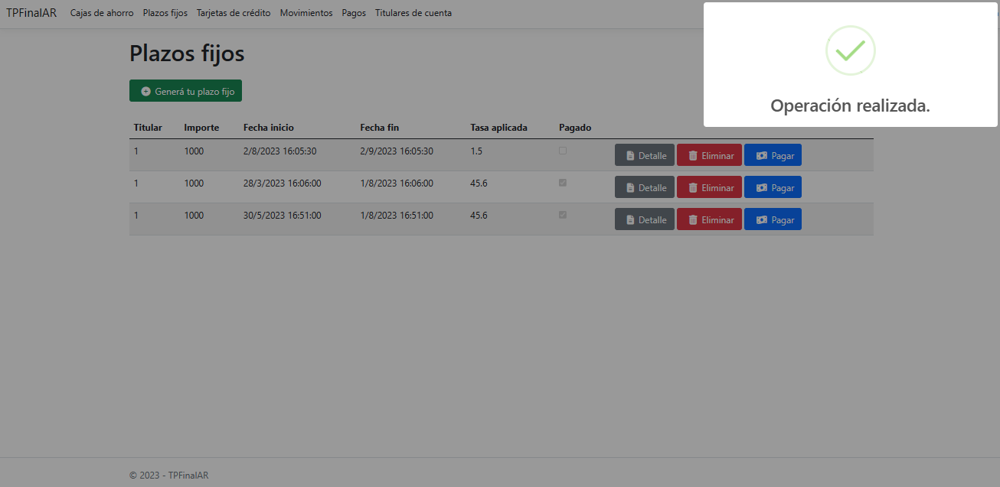 TPFinalAR Cajas de ahorro Plazos fijos Tarjetas de crédito Movimientos Pagos Titulares de cuenta
Operación realizada.
Plazos fijos
Generá tu plazo fijo
Titular Importe Fecha inicio Fecha fin Tasa aplicada Pagado
1 1000 2/8/2023 16:05:30 2/9/2023 16:05:30 1.5 Detalle Eliminar Pagar
1 1000 28/3/2023 16:06:00 1/8/2023 16:06:00 45.6 Detalle Eliminar Pagar
1 1000 30/5/2023 16:51:00 1/8/2023 16:51:00 45.6 Detalle Eliminar Pagar
© 2023 - TPFinalAR